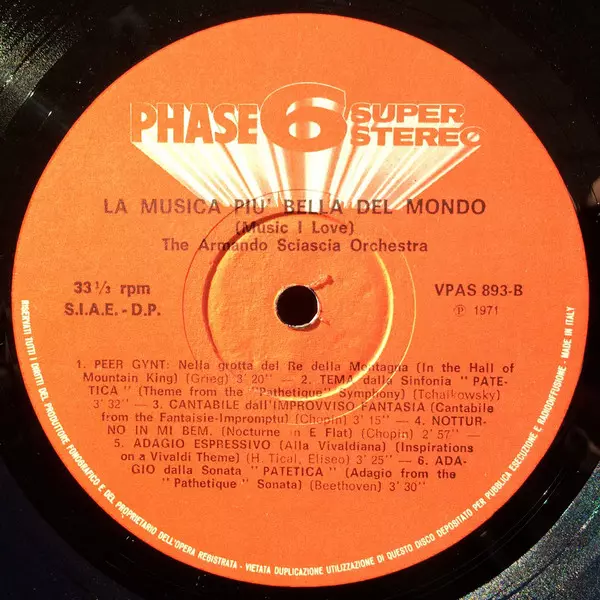 PHASE 6 SUPER STEREO
LA MUSICA PIU' BELLA DEL MONDO
(Music I Love)
The Armando Sciascia Orchestra
33 1/3 rpm
S.I.A.E. - D.P.
VPAS 893-B
Ⓟ 1971
1. PEER GYNT: Nella grotta del Re della Montagna (In the Hall of
Mountain King) (Grieg) 3' 20" — 2. TEMA dalla Sinfonia "PATE-
TICA" (Theme from the "Pathetique" Symphony) (Tchaikowsky)
3' 32" — 3. CANTABILE dall'IMPROVVISO FANTASIA (Cantabile
from the Fantaisie-Impromptu) (Chopin) 3' 15" — 4. NOTTUR-
NO IN MI BEM. (Nocturne in E Flat) (Chopin) 2' 57" —
5. ADAGIO ESPRESSIVO (Alla Vivaldiana) (Inspirations
on a Vivaldi Theme) (H. Tical, Eliseo) 3' 25" — 6. ADA-
GIO dalla Sonata "PATETICA" (Adagio from the
"Pathetique" Sonata) (Beethoven) 3' 30"
RISERVATI TUTTI I DIRITTI DEL PRODUTTORE FONOGRAFICO E DEL PROPRIETARIO DELL'OPERA REGISTRATA - VIETATA DUPLICAZIONE UTILIZZAZIONE DI QUESTO DISCO DEPOSITATO PER PUBBLICA ESECUZIONE E RADIODIFFUSIONE - MADE IN ITALY